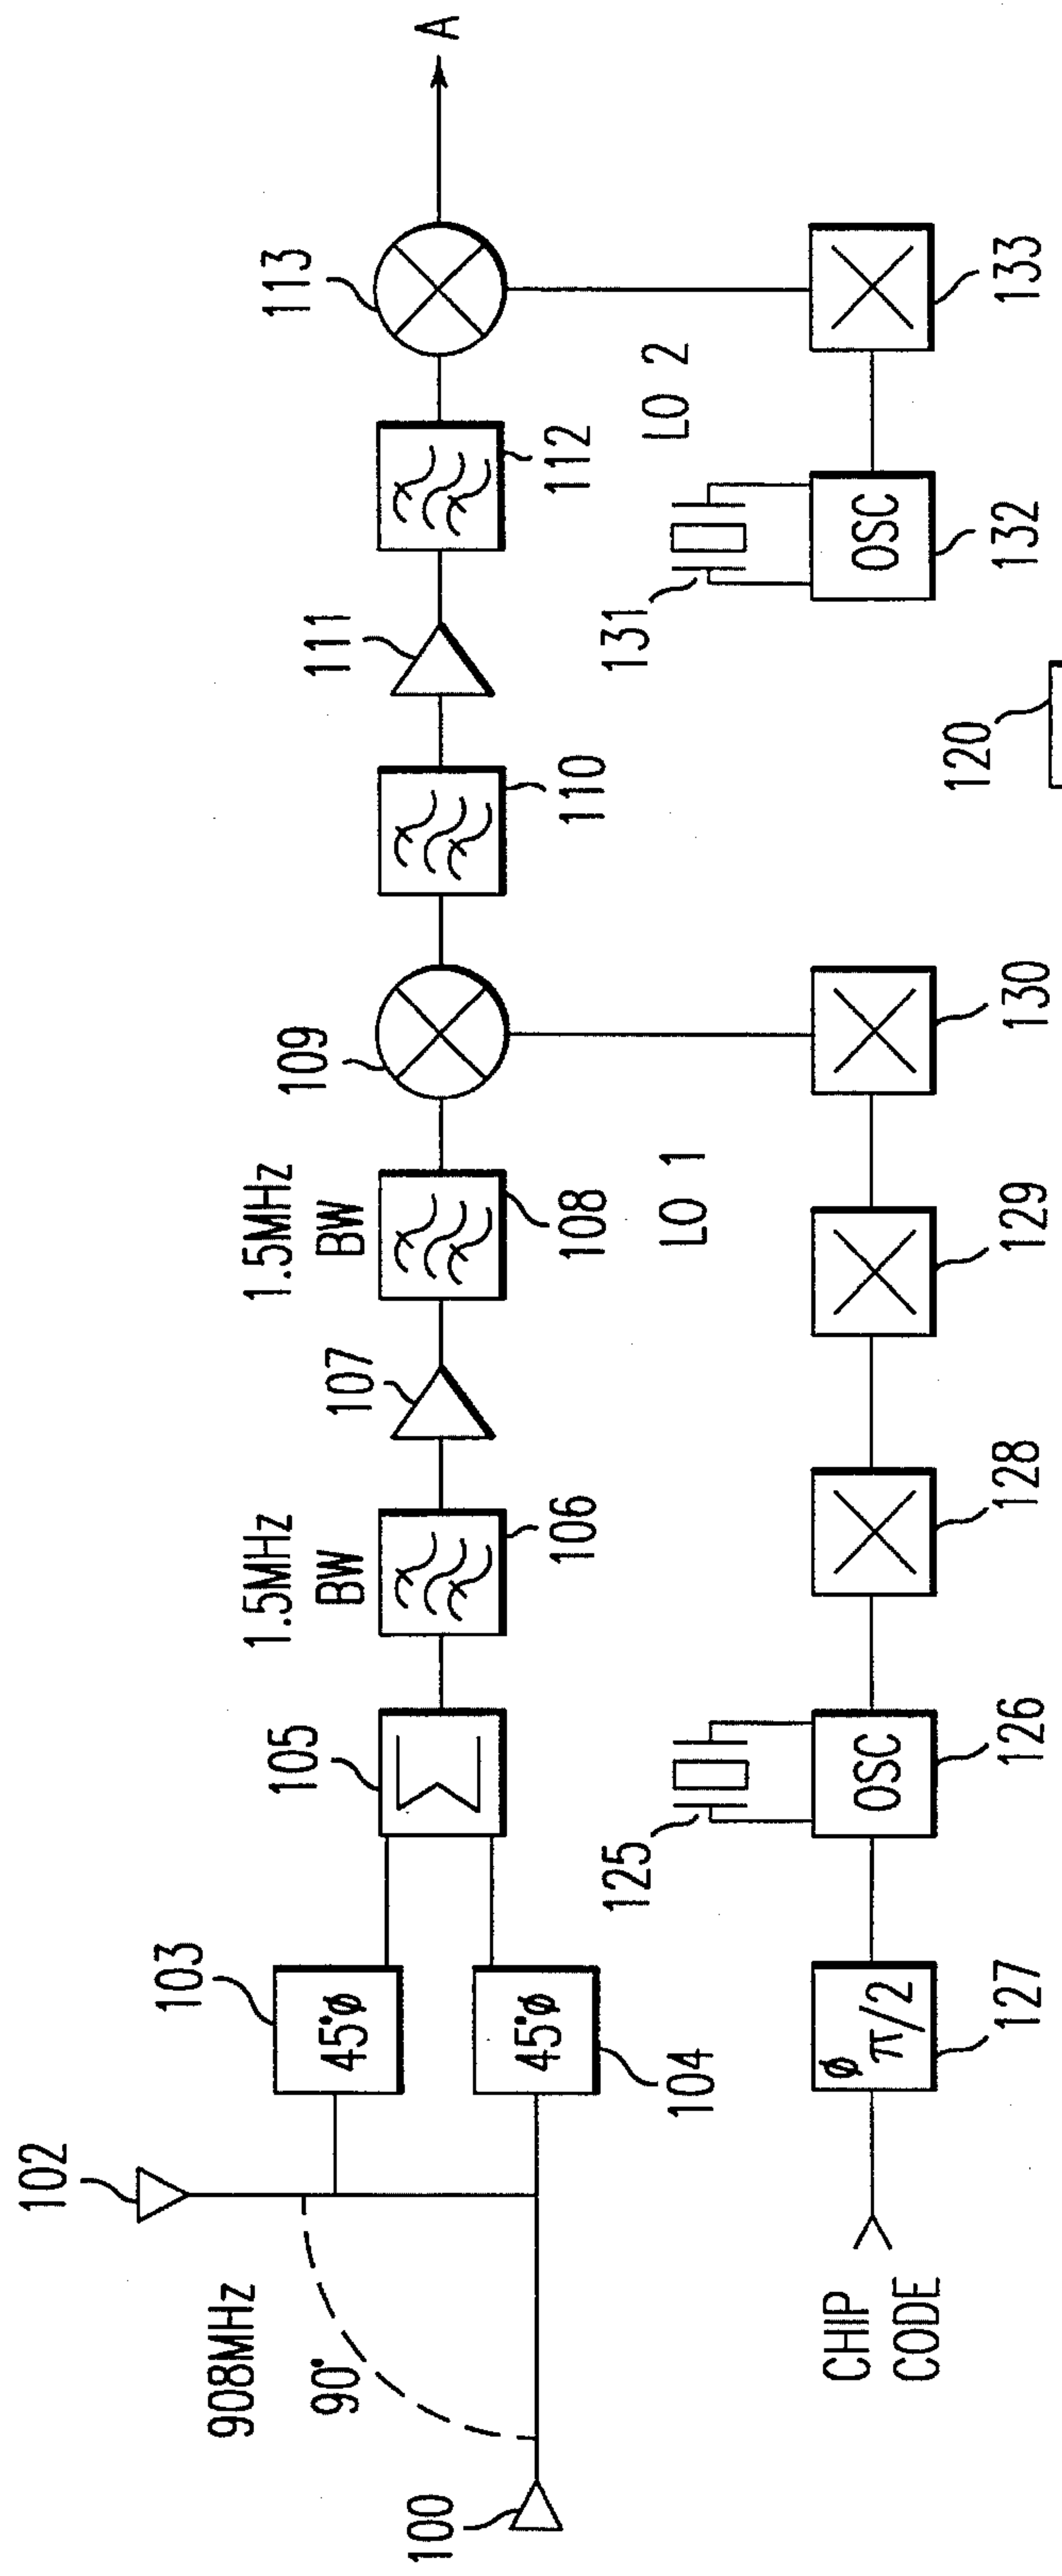 102
908MHz
90°
100
103
45°ϕ
104
45°ϕ
105
Σ
1.5MHz
BW
106
107
1.5MHz
BW
108
109
110
111
112
113
A
CHIP
CODE
ϕ
π/2
127
125
OSC
126
128
LO 1
129
130
131
LO 2
OSC
132
133
120